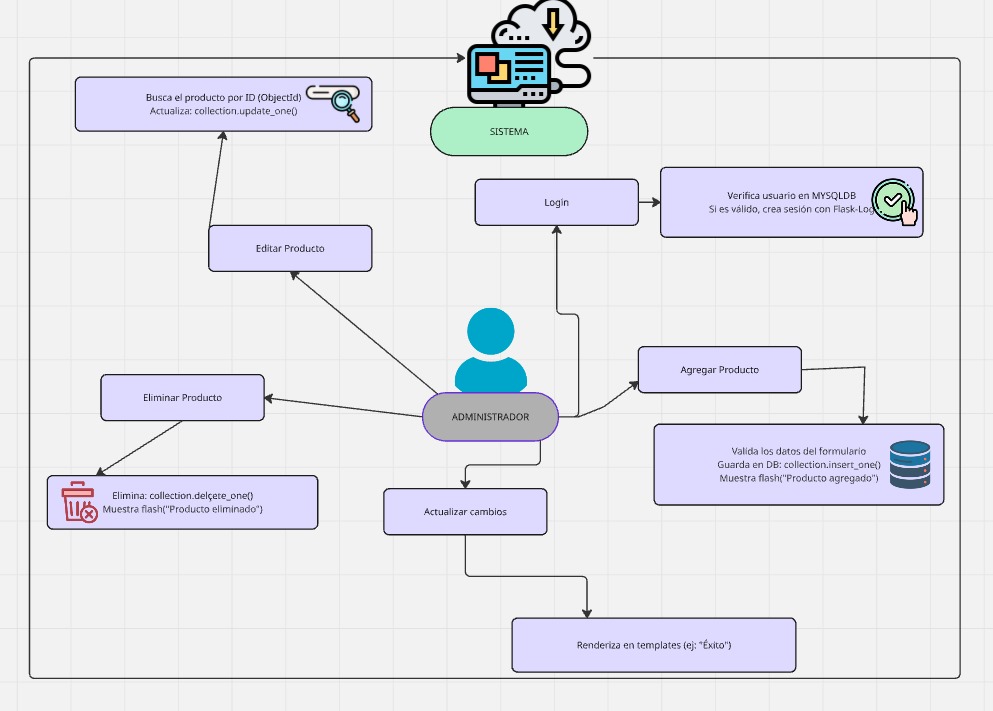 Busca el producto por ID (ObjectId)
Actualiza: collection.update_one()
SISTEMA
Login
Verifica usuario en MYSQLDB
Si es válido, crea sesión con Flask-Log
Editar Producto
Agregar Producto
Eliminar Producto
ADMINISTRADOR
Valida los datos del formulario
Guarda en DB: collection.insert_one()
Muestra flash("Producto agregado")
Elimina: collection.delçete_one()
Muestra flash("Producto eliminado")
Actualizar cambios
Renderiza en templates (ej: "Éxito")